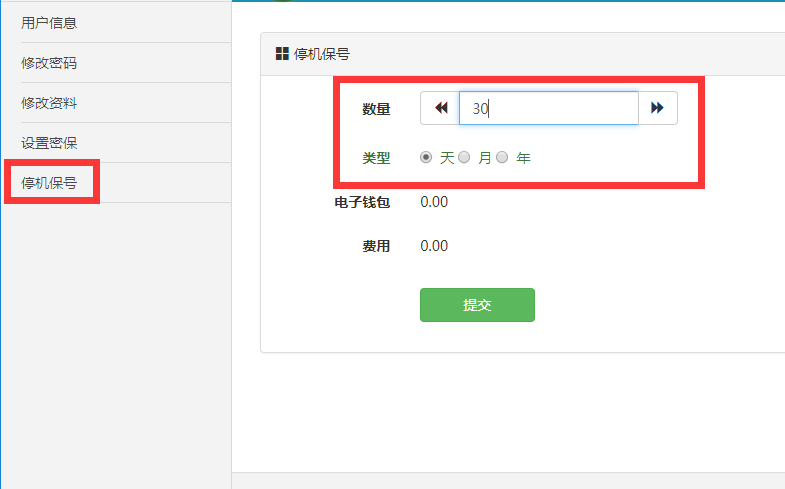 用户信息
修改密码
修改资料
设置密保
停机保号
停机保号
数量 30
类型 天 月 年
电子钱包 0.00
费用 0.00
提交